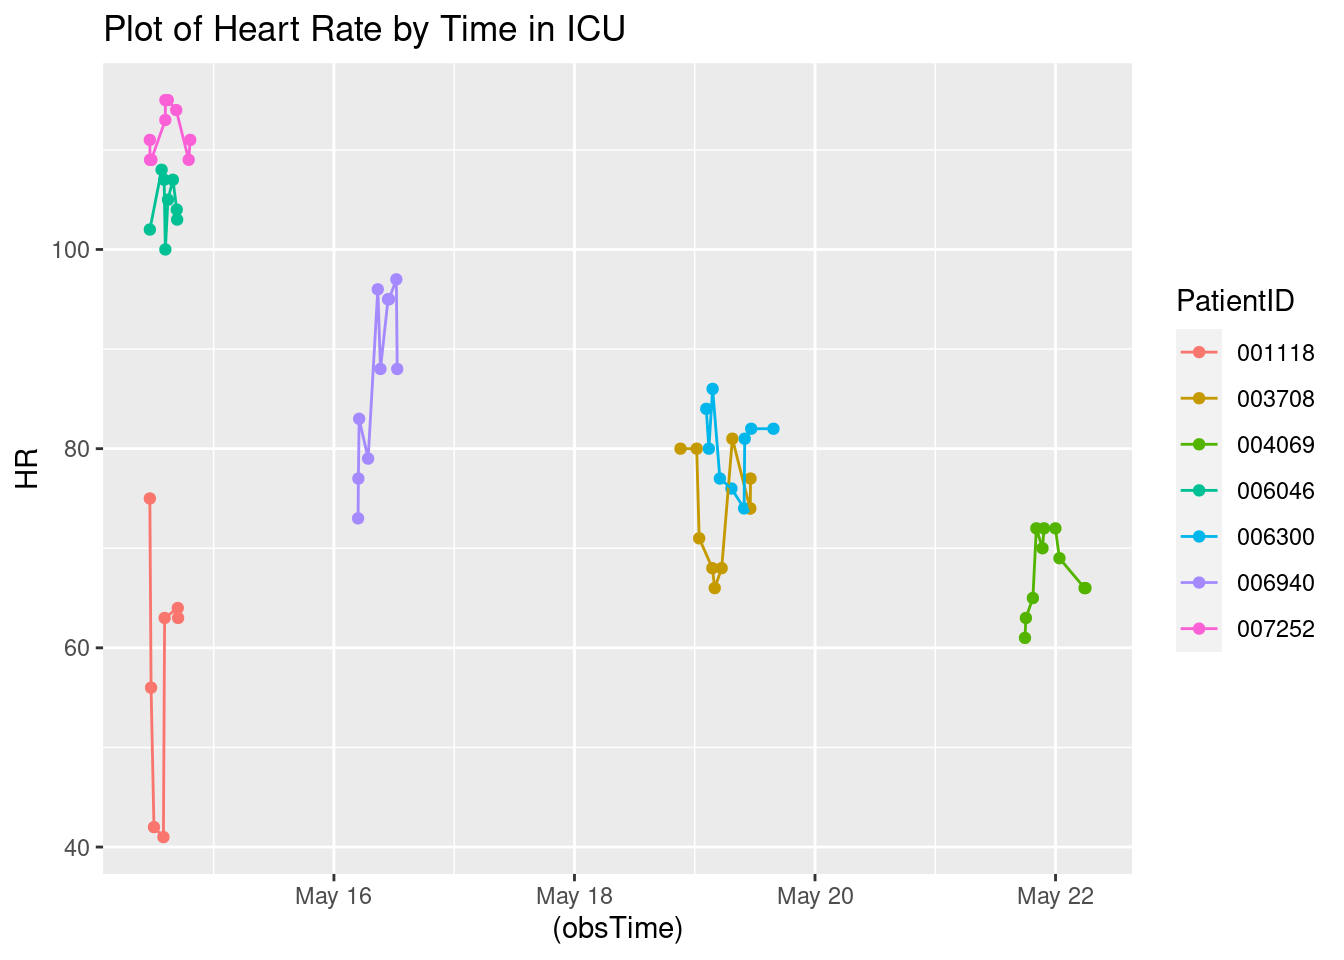 Plot of Heart Rate by Time in ICU
100
80
60
40
HR
May 16
May 18
May 20
May 22
(obsTime)
PatientID
001118
003708
004069
006046
006300
006940
007252